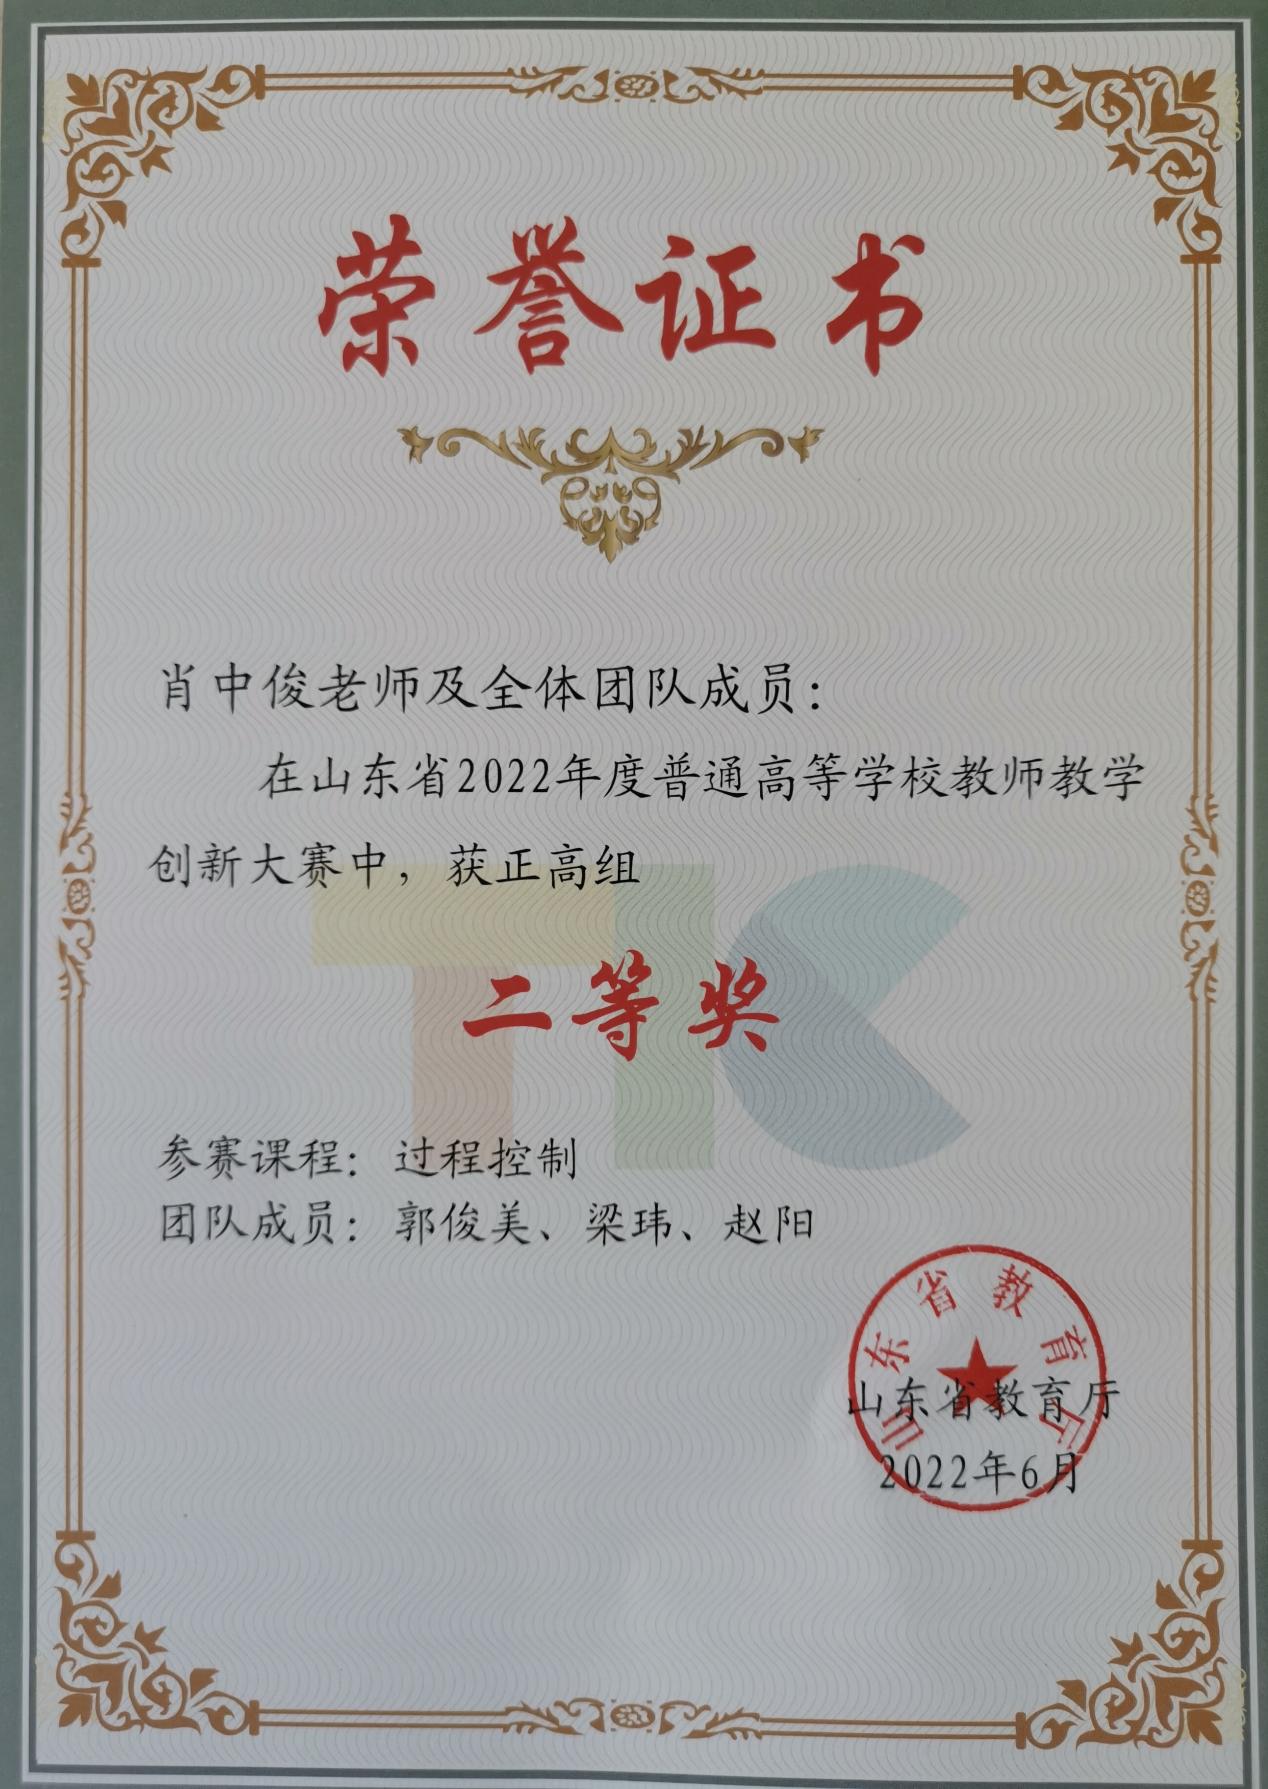 荣誉证书
肖中俊老师及全体团队成员：
在山东省2022年度普通高等学校教师教学
创新大赛中，获正高组
二等奖
TIC
参赛课程：过程控制
团队成员：郭俊美、梁玮、赵阳
山东省教育厅
山东省教育厅
2022年6月